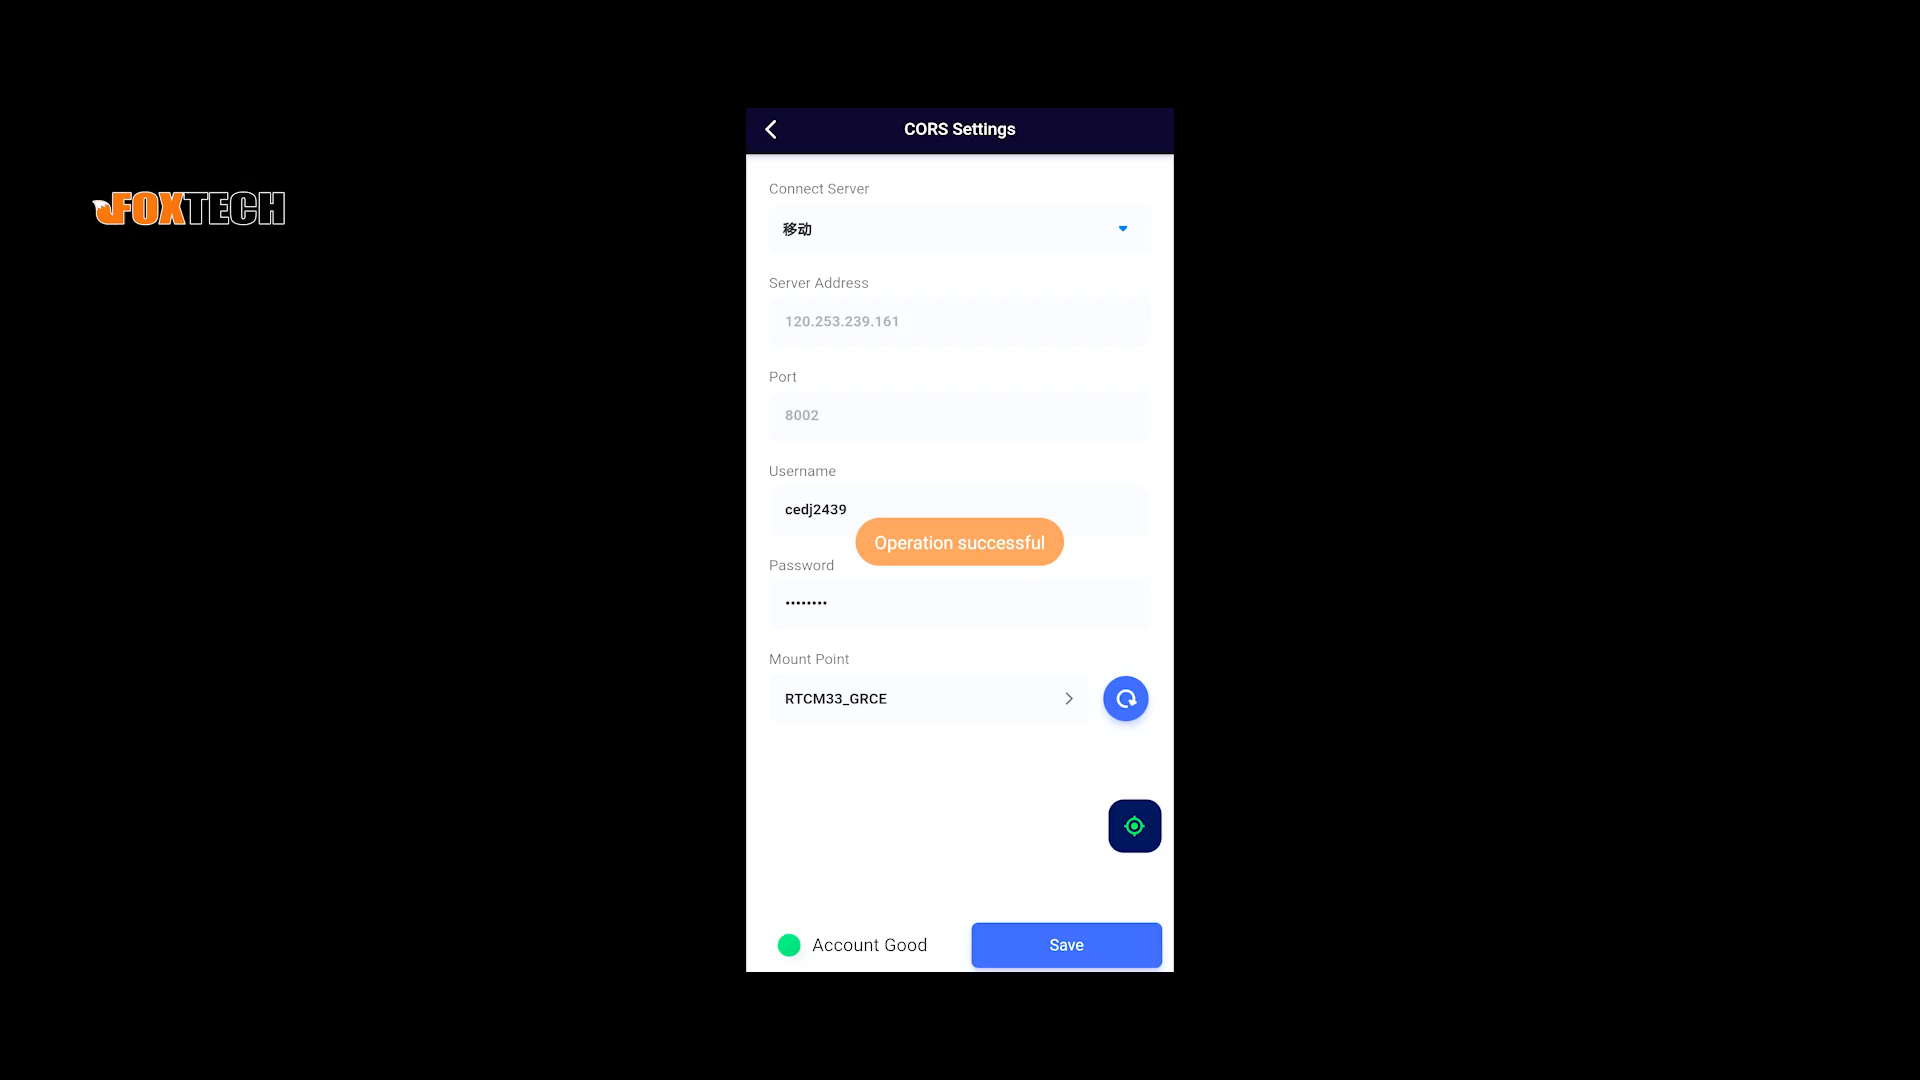 FOXTECH
CORS Settings
Connect Server
移动
Server Address
120.253.239.161
Port
8002
Username
cedj2439
Operation successful
Password
••••••••
Mount Point
RTCM33_GRCE
Account Good
Save